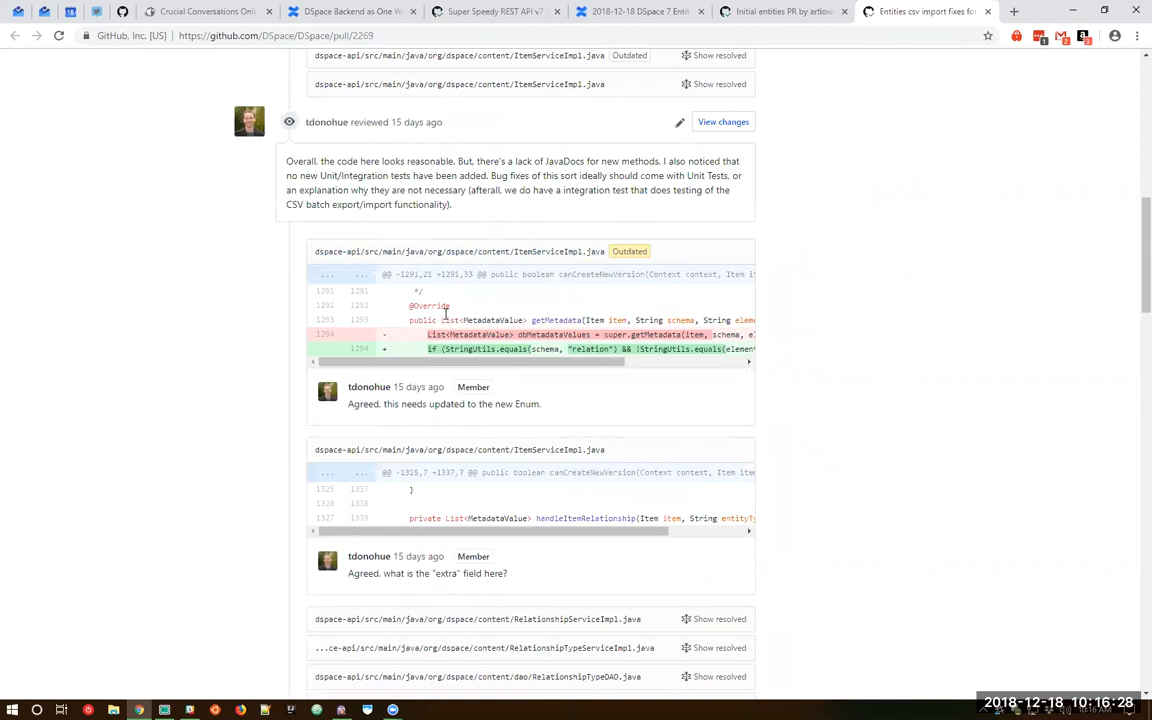 Crucial Conversations Onli
DSpace Backend as One W
Super Speedy REST API v7
2018-12-18 DSpace 7 Enti
Initial entities PR by artlow
Entities csv import fixes for
GitHub, Inc. [US] | https://github.com/DSpace/DSpace/pull/2269
dspace-api/src/main/java/org/dspace/content/ItemServiceImpl.java Outdated Show resolved
dspace-api/src/main/java/org/dspace/content/ItemServiceImpl.java Show resolved
tdonohue reviewed 15 days ago View changes
Overall, the code here looks reasonable. But, there's a lack of JavaDocs for new methods. I also noticed that
no new Unit/Integration tests have been added. Bug fixes of this sort ideally should come with Unit Tests, or
an explanation why they are not necessary (afterall, we do have a integration test that does testing of the
CSV batch export/import functionality).
dspace-api/src/main/java/org/dspace/content/ItemServiceImpl.java Outdated
... ... @@ -1291,21 +1291,33 @@ public boolean canCreateNewVersion(Context context, Item i
1291 1291 */
1292 1292 @Override
1293 1293 public List<MetadataValue> getMetadata(Item item, String schema, String eleme
1294 - List<MetadataValue> dbMetadataValues = super.getMetadata(item, schema, el
1294 + if (StringUtils.equals(schema, "relation") && !StringUtils.equals(element
tdonohue 15 days ago Member
Agreed, this needs updated to the new Enum.
dspace-api/src/main/java/org/dspace/content/ItemServiceImpl.java
... ... @@ -1325,7 +1337,7 @@ public boolean canCreateNewVersion(Context context, Item ite
1325 1337 }
1326 1338
1327 1339 private List<MetadataValue> handleItemRelationship(Item item, String entityTy
tdonohue 15 days ago Member
Agreed, what is the "extra" field here?
dspace-api/src/main/java/org/dspace/content/RelationshipServiceImpl.java Show resolved
...ce-api/src/main/java/org/dspace/content/RelationshipTypeServiceImpl.java Show resolved
dspace-api/src/main/java/org/dspace/content/dao/RelationshipTypeDAO.java Show resolved
2018-12-18 10:16:28